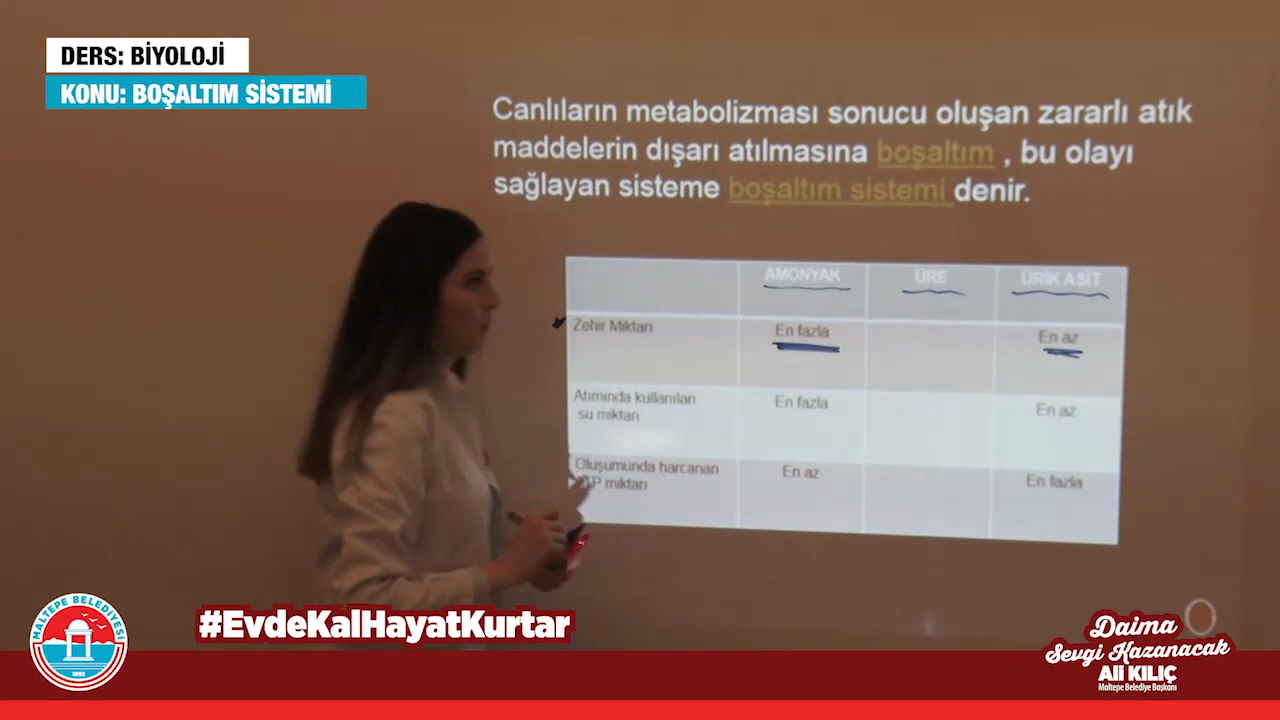 DERS: BİYOLOJİ
KONU: BOŞALTIM SİSTEMİ
Canlıların metabolizması sonucu oluşan zararlı atık
maddelerin dışarı atılmasına boşaltım , bu olayı
sağlayan sisteme boşaltım sistemi denir.
AMONYAK ÜRE ÜRİK ASİT
Zehir Miktarı En fazla En az
Atımında kullanılan
su miktarı En fazla En az
Oluşumunda harcanan
miktarı En az En fazla
#EvdeKalHayatKurtar
MALTEPE BELEDİYESİ
1992
Daima
Sevgi Kazanacak
Ali KILIÇ
Maltepe Belediye Başkanı